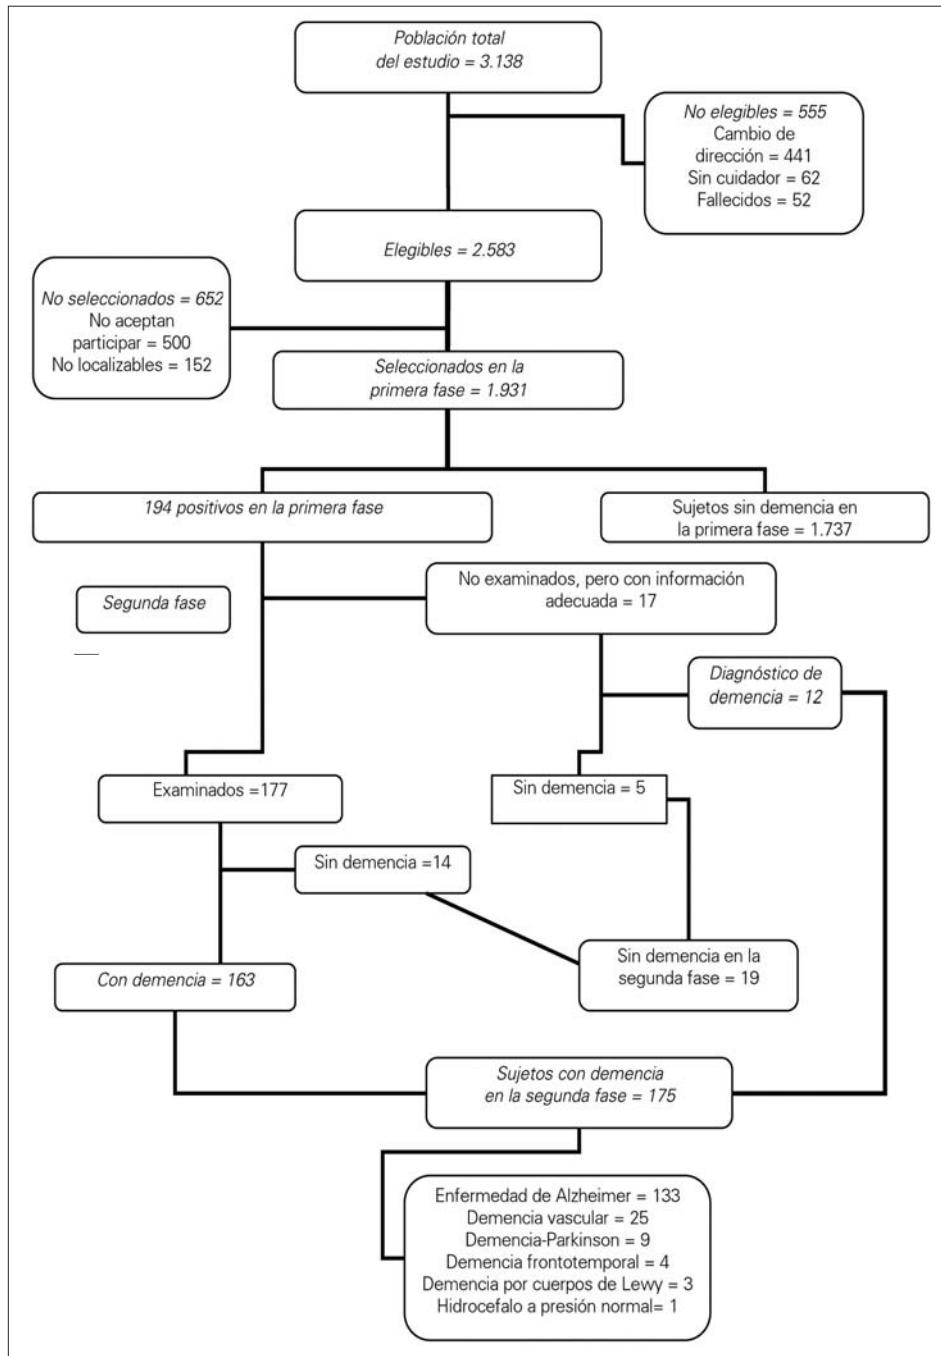 Población total
del estudio = 3.138
No elegibles = 555
Cambio de
dirección = 441
Sin cuidador = 62
Fallecidos = 52
Elegibles = 2.583
No seleccionados = 652
No aceptan
participar = 500
No localizables = 152
Seleccionados en la
primera fase = 1.931
194 positivos en la primera fase
Sujetos sin demencia en
la primera fase = 1.737
Segunda fase
No examinados, pero con información
adecuada = 17
Diagnóstico de
demencia = 12
Examinados =177
Sin demencia = 5
Sin demencia =14
Sin demencia en la
segunda fase = 19
Con demencia = 163
Sujetos con demencia
en la segunda fase = 175
Enfermedad de Alzheimer = 133
Demencia vascular = 25
Demencia-Parkinson = 9
Demencia frontotemporal = 4
Demencia por cuerpos de Lewy = 3
Hidrocefalo a presión normal= 1